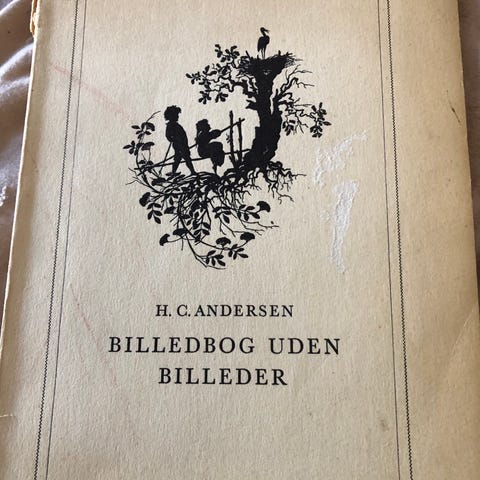 H. C. ANDERSEN
BILLEDBOG UDEN
BILLEDER